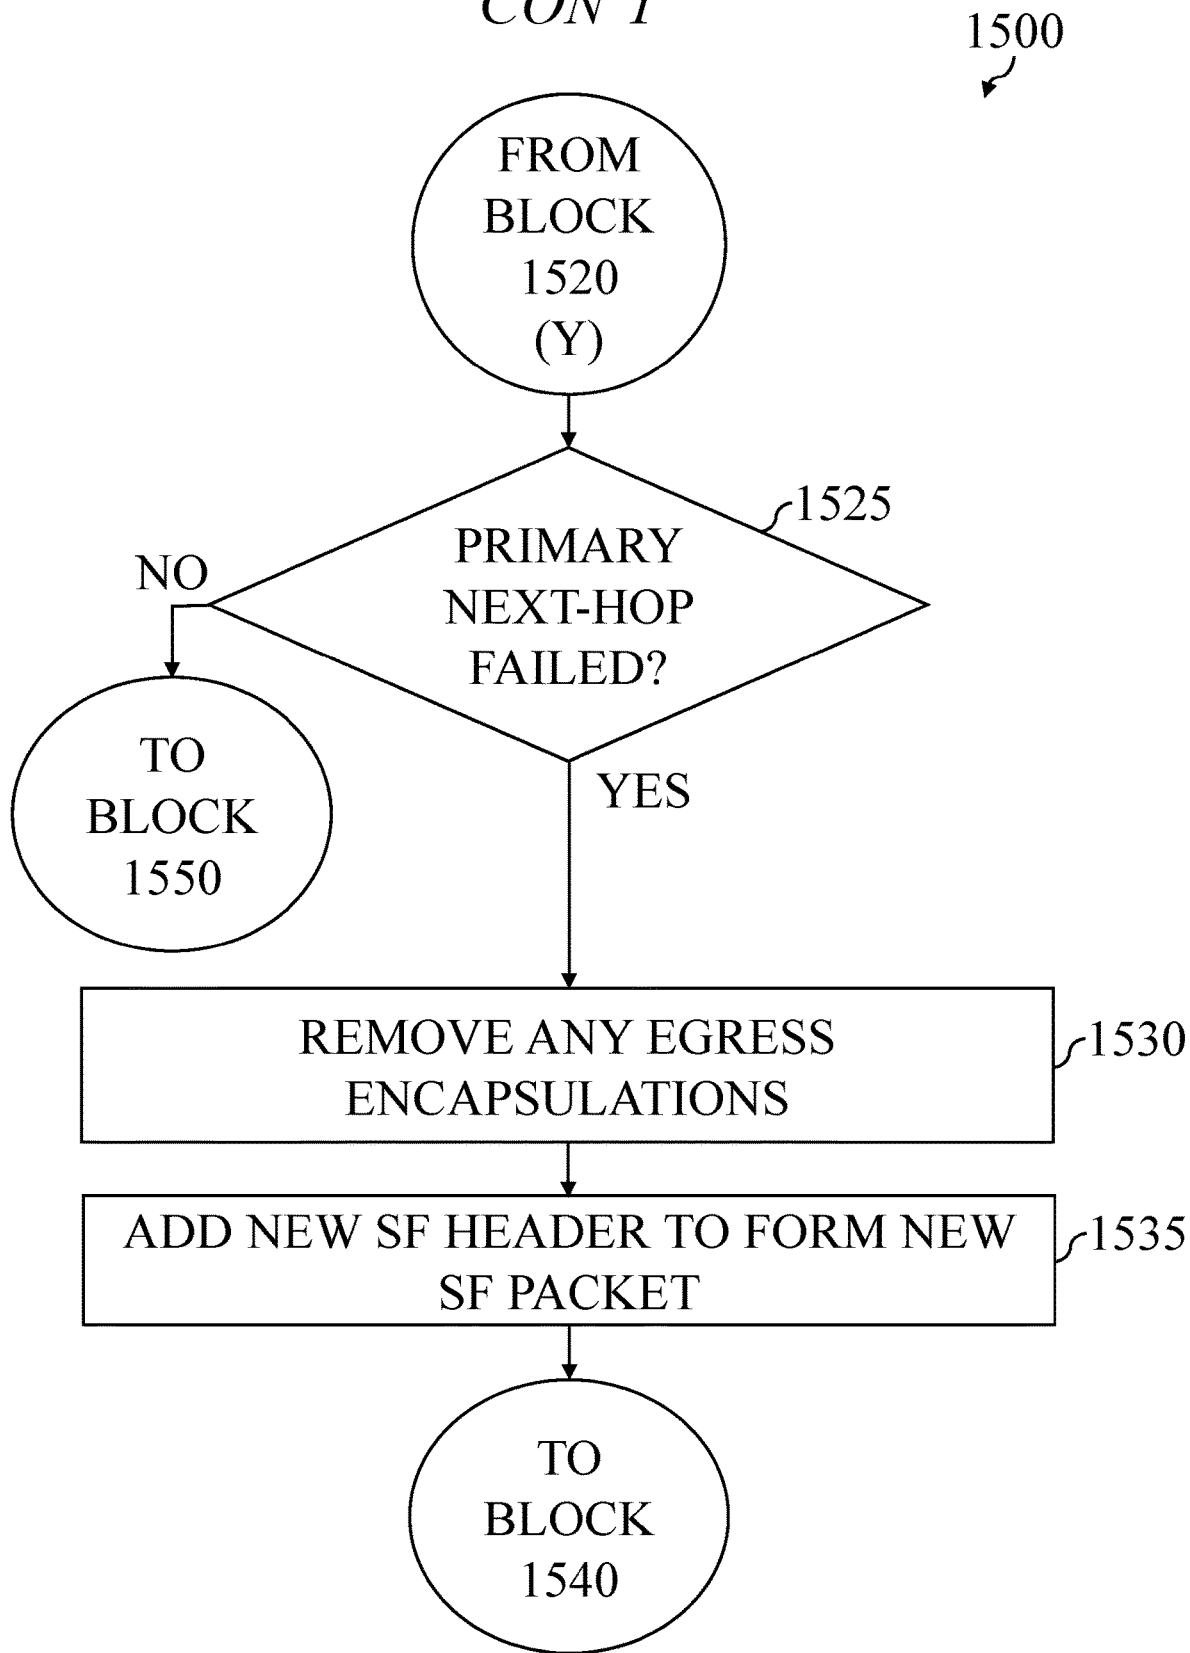 CON'T
1500
FROM
BLOCK
1520
(Y)
1525
PRIMARY
NEXT-HOP
FAILED?
NO
YES
TO
BLOCK
1550
REMOVE ANY EGRESS
ENCAPSULATIONS
1530
ADD NEW SF HEADER TO FORM NEW
SF PACKET
1535
TO
BLOCK
1540